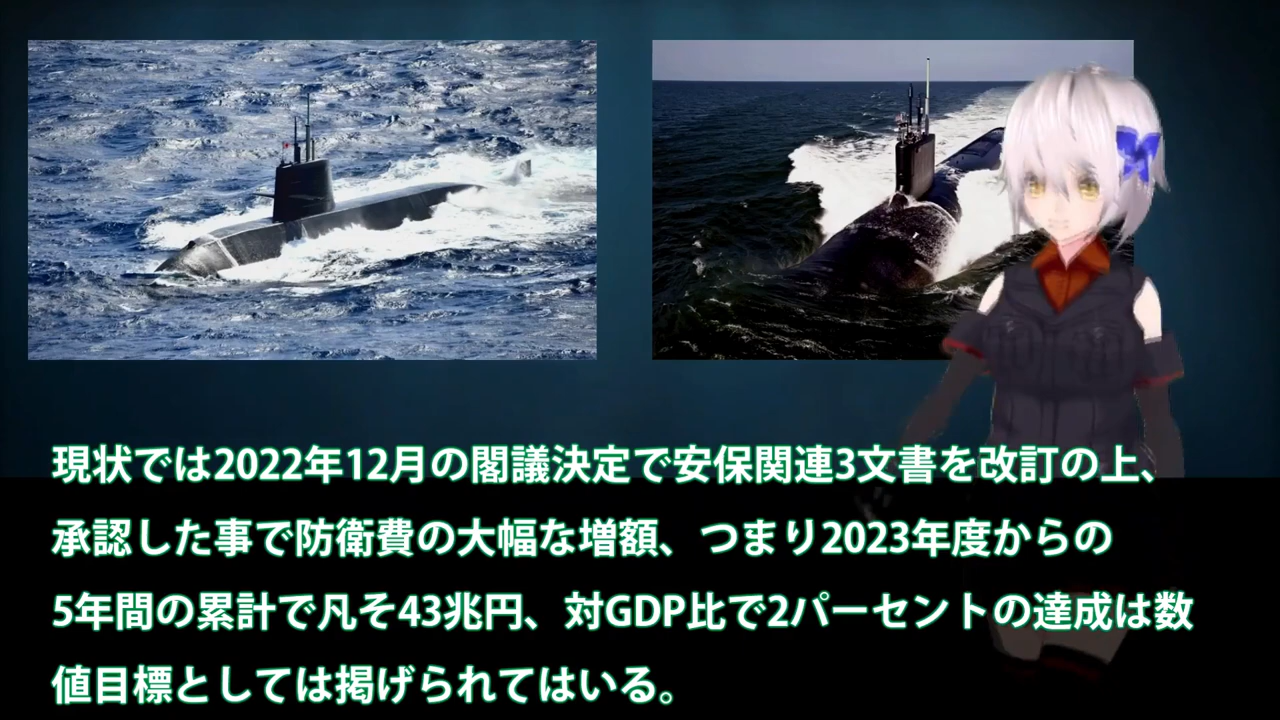 現状では2022年12月の閣議決定で安保関連3文書を改訂の上、
承認した事で防衛費の大幅な増額、つまり2023年度からの
5年間の累計で凡そ43兆円、対GDP比で2パーセントの達成は数
値目標としては掲げられてはいる。